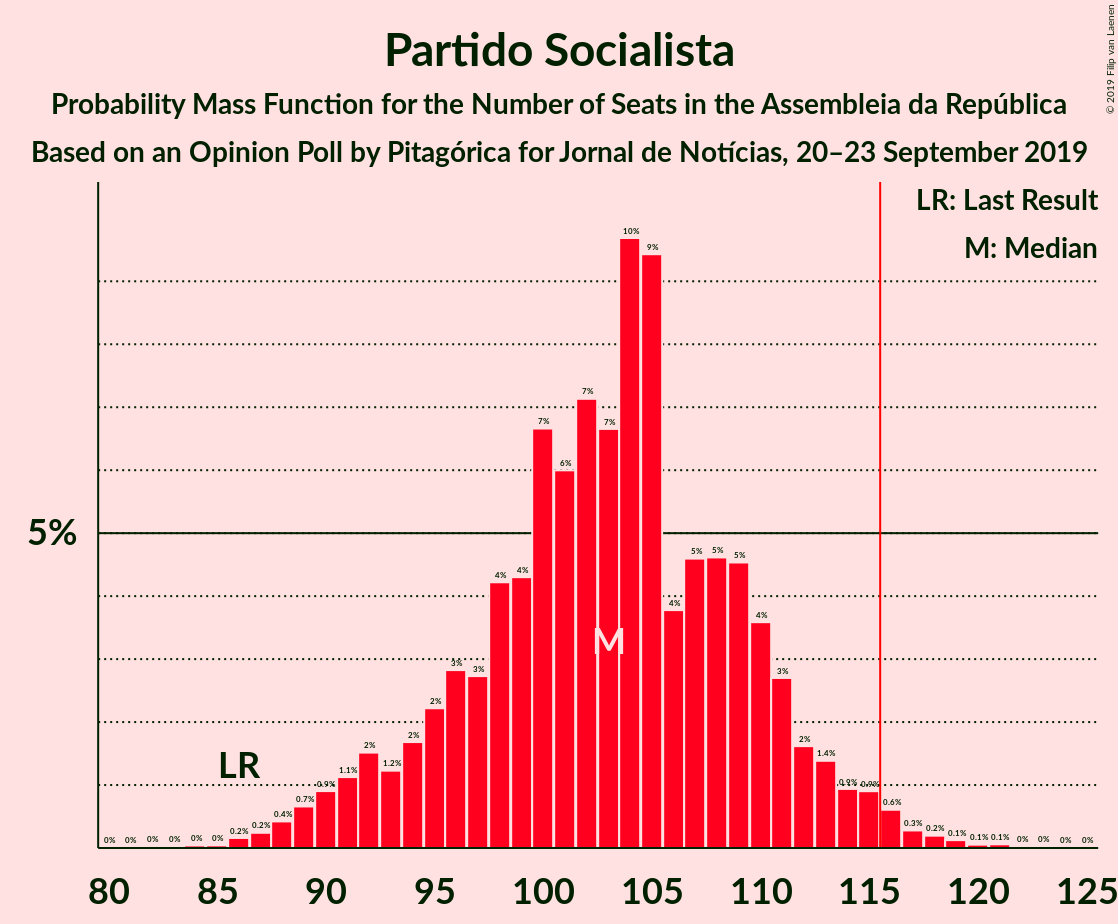 Partido Socialista
Probability Mass Function for the Number of Seats in the Assembleia da República
Based on an Opinion Poll by Pitagórica for Jornal de Notícias, 20–23 September 2019
© 2019 Filip van Laenen
LR: Last Result
M: Median
5%
LR
M
0% 0% 0% 0% 0% 0% 0.2% 0.2% 0.4% 0.7% 0.9% 1.1% 2% 1.2% 2% 2% 3% 3% 4% 4% 7% 6% 7% 7% 10% 9% 4% 5% 5% 5% 4% 3% 2% 1.4% 0.9% 0.9% 0.6% 0.3% 0.2% 0.1% 0.1% 0.1% 0% 0% 0% 0%
80 85 90 95 100 105 110 115 120 125